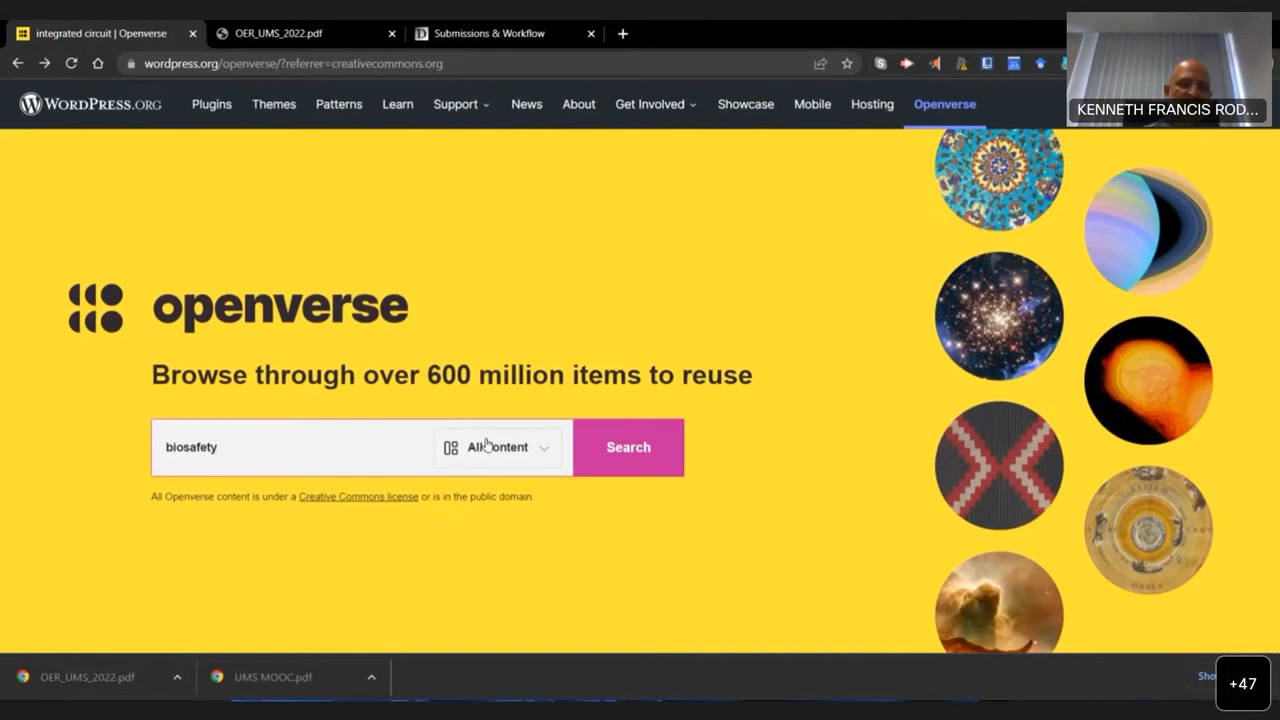 integrated circuit | Openverse
OER_UMS_2022.pdf
Submissions & Workflow
wordpress.org/openverse/?referrer=creativecommons.org
KENNETH FRANCIS ROD...
WORDPRESS.ORG
Plugins
Themes
Patterns
Learn
Support
News
About
Get Involved
Showcase
Mobile
Hosting
Openverse
openverse
Browse through over 600 million items to reuse
biosafety
All content
Search
All Openverse content is under a Creative Commons license or is in the public domain.
OER_UMS_2022.pdf
UMS MOOC.pdf
Sho
+47